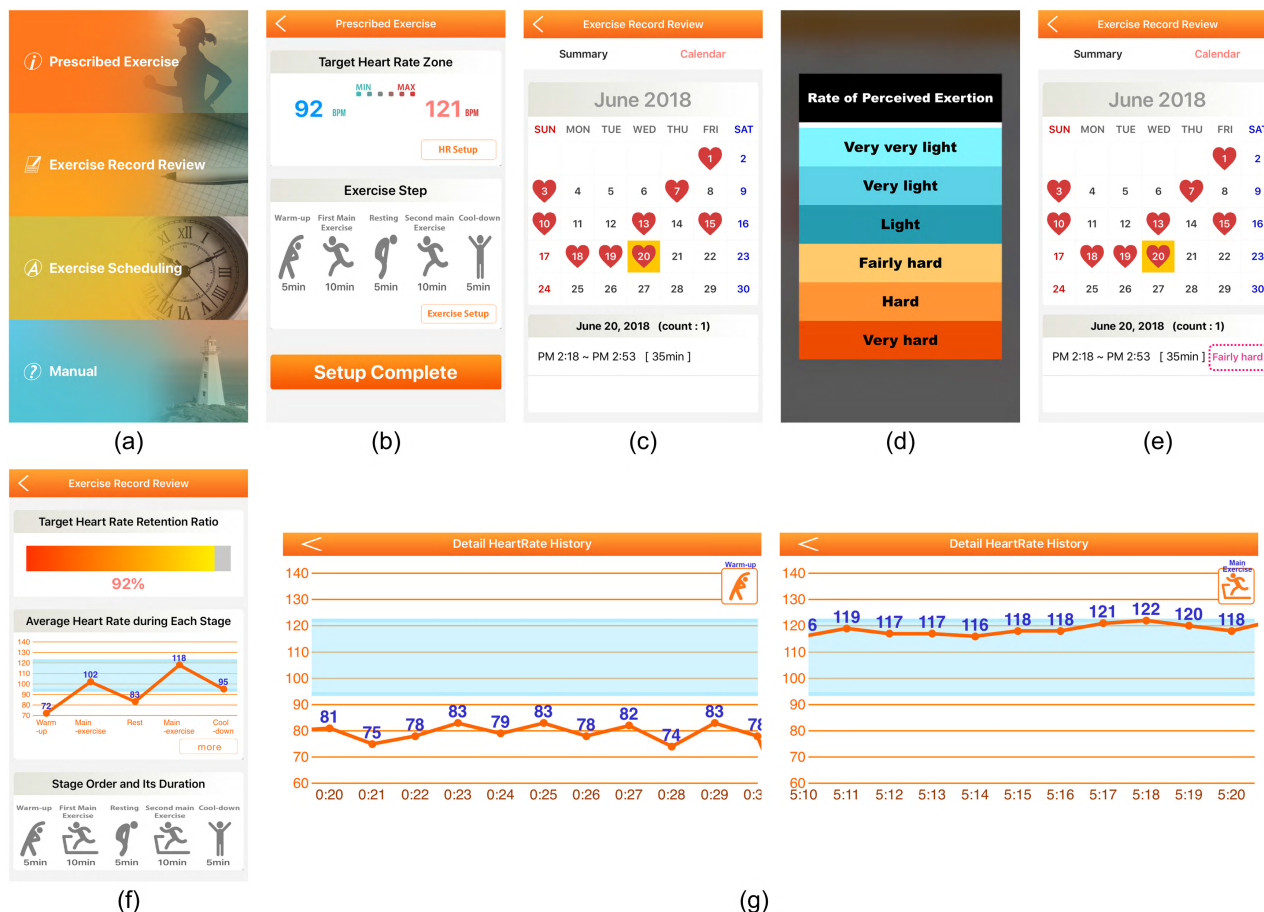 Prescribed Exercise
Exercise Record Review
Exercise Scheduling
Manual
(a)
Prescribed Exercise
Target Heart Rate Zone
MIN MAX
92 BPM 121 BPM
HR Setup
Exercise Step
Warm-up First Main Exercise Resting Second main Exercise Cool-down
5min 10min 5min 10min 5min
Exercise Setup
Setup Complete
(b)
Exercise Record Review
Summary Calendar
June 2018
SUN MON TUE WED THU FRI SAT
1 2
3 4 5 6 7 8 9
10 11 12 13 14 15 16
17 18 19 20 21 22 23
24 25 26 27 28 29 30
June 20, 2018 (count : 1)
PM 2:18 ~ PM 2:53 [ 35min ]
(c)
Rate of Perceived Exertion
Very very light
Very light
Light
Fairly hard
Hard
Very hard
(d)
Exercise Record Review
Summary Calendar
June 2018
SUN MON TUE WED THU FRI SAT
1 2
3 4 5 6 7 8 9
10 11 12 13 14 15 16
17 18 19 20 21 22 23
24 25 26 27 28 29 30
June 20, 2018 (count : 1)
PM 2:18 ~ PM 2:53 [ 35min ] Fairly hard
(e)
Exercise Record Review
Target Heart Rate Retention Ratio
92%
Average Heart Rate during Each Stage
140
130
120
110
100
90
80
70
72 102 83 118 95
Warm -up Main -exercise Rest Main -exercise Cool -down
more
Stage Order and Its Duration
Warm-up First Main Exercise Resting Second main Exercise Cool-down
5min 10min 5min 10min 5min
(f)
Detail HeartRate History
Warm-up
140
130
120
110
100
90
80
70
60
81 75 78 83 79 83 78 82 74 83 78
0:20 0:21 0:22 0:23 0:24 0:25 0:26 0:27 0:28 0:29 0:3
Detail HeartRate History
Main Exercise
140
130
120
110
100
90
80
70
60
6 119 117 117 116 118 118 121 122 120 118
5:10 5:11 5:12 5:13 5:14 5:15 5:16 5:17 5:18 5:19 5:20
(g)